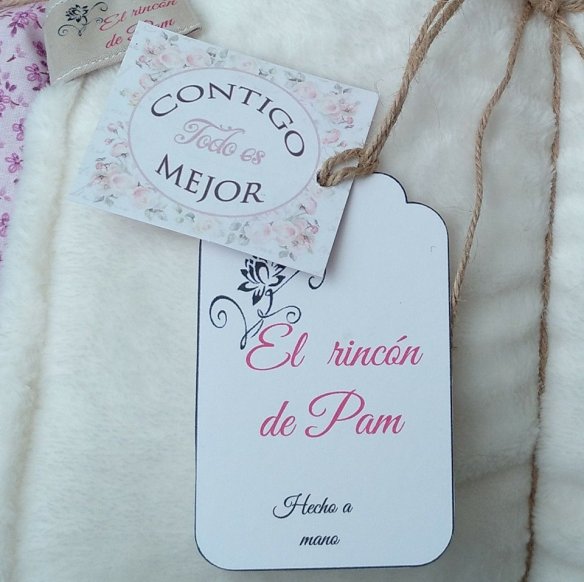 El rincón
de Pam
CONTIGO
Todo es
MEJOR
El rincón
de Pam
Hecho a
mano